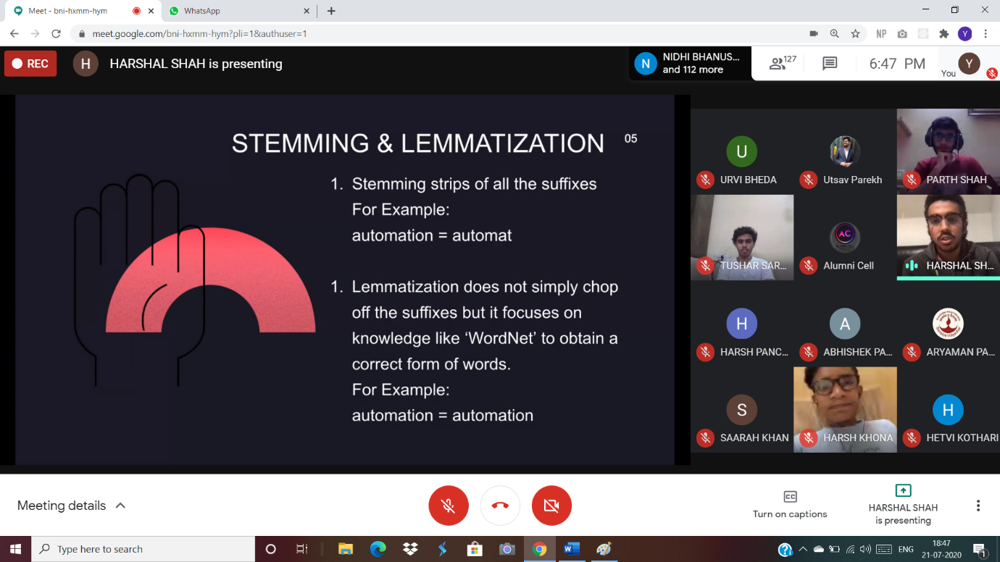 Meet - bni-hxmm-hym
WhatsApp
meet.google.com/bni-hxmm-hym?pli=1&authuser=1
NP
Y
REC
H
HARSHAL SHAH is presenting
N
NIDHI BHANUS...
and 112 more
127
6:47 PM
You
Y
STEMMING & LEMMATIZATION
05
1. Stemming strips of all the suffixes
For Example:
automation = automat
1. Lemmatization does not simply chop
off the suffixes but it focuses on
knowledge like ‘WordNet’ to obtain a
correct form of words.
For Example:
automation = automation
U
URVI BHEDA
Utsav Parekh
PARTH SHAH
TUSHAR SAR...
AC
Alumni Cell
HARSHAL SH...
H
HARSH PANC...
A
ABHISHEK PA...
ARYAMAN PA...
S
SAARAH KHAN
HARSH KHONA
H
HETVI KOTHARI
Meeting details
CC
Turn on captions
HARSHAL SHAH
is presenting
Type here to search
W
ENG
18:47
21-07-2020
1